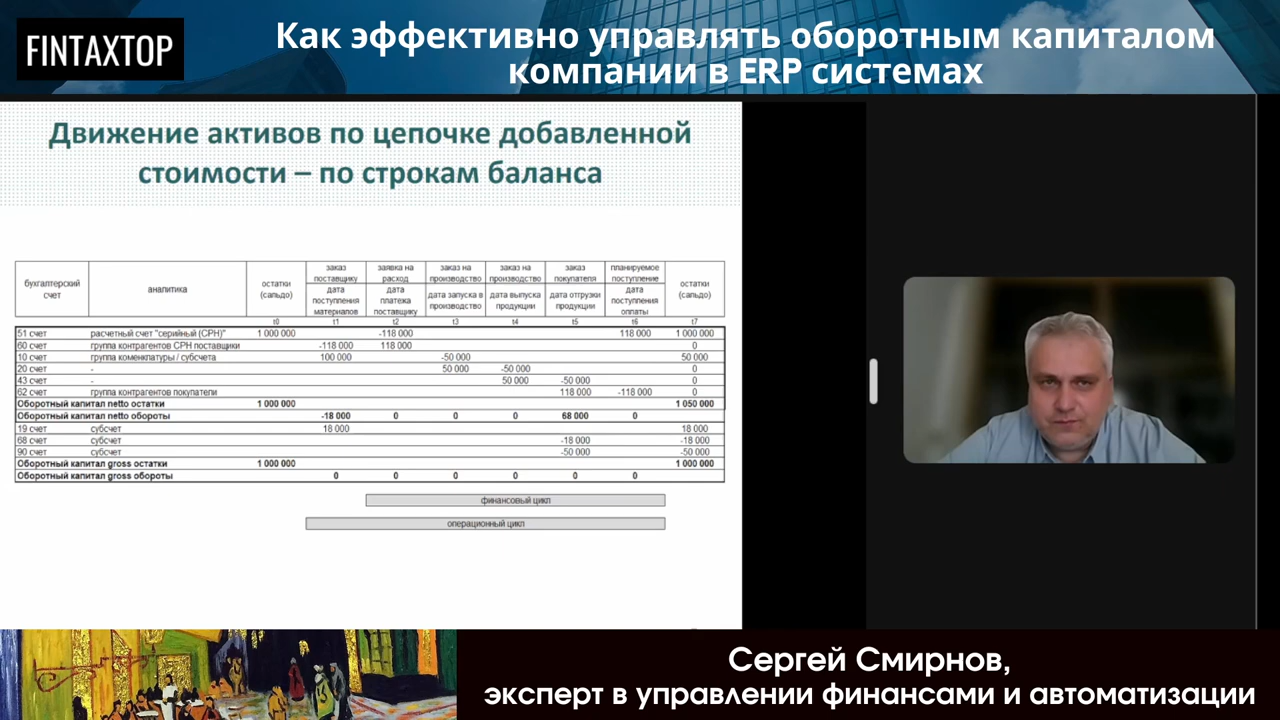 FINTAXTOP
Как эффективно управлять оборотным капиталом
компании в ERP системах
Движение активов по цепочке добавленной
стоимости – по строкам баланса
бухгалтерский счет аналитика остатки (сальдо) заказ поставщику заявка на расход заказ на производство заказ на производство заказ покупателя планируемое поступление остатки (сальдо)
дата поступления материалов дата платежа поставщику дата запуска в производство дата выпуска продукции дата отгрузки продукции дата поступления оплаты
t0 t1 t2 t3 t4 t5 t6 t7
51 счет расчетный счет "серийный (СРН)" 1 000 000 -118 000 118 000 1 000 000
60 счет группа контрагентов СРН поставщики -118 000 118 000 0
10 счет группа коменклатуры / субсчета 100 000 -50 000 50 000
20 счет - 50 000 -50 000 0
43 счет - 50 000 -50 000 0
62 счет группа контрагентов покупатели 118 000 -118 000 0
Оборотный капитал netto остатки 1 000 000 1 050 000
Оборотный капитал netto обороты -18 000 0 0 0 68 000 0
19 счет субсчет 18 000 18 000
68 счет субсчет -18 000 -18 000
90 счет субсчет -50 000 -50 000
Оборотный капитал gross остатки 1 000 000 1 000 000
Оборотный капитал gross обороты 0 0 0 0 0 0
финансовый цикл
операционный цикл
Сергей Смирнов,
эксперт в управлении финансами и автоматизации